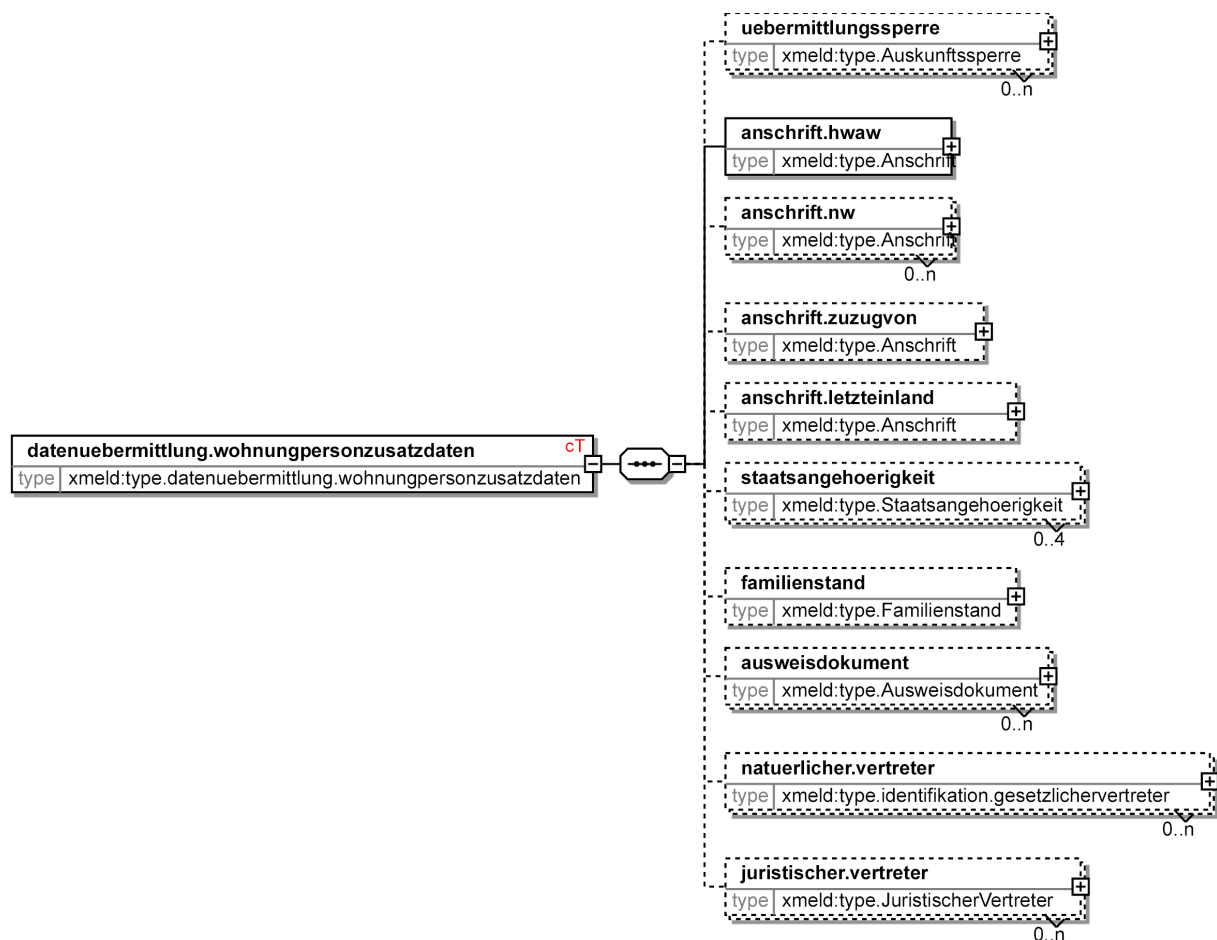 uebermittlungssperre
type xmeld:type.Auskunftssperre
0..n
anschrift.hwaw
type xmeld:type.Anschrift
anschrift.nw
type xmeld:type.Anschrift
0..n
anschrift.zuzugvon
type xmeld:type.Anschrift
anschrift.letzteinland
type xmeld:type.Anschrift
datenuebermittlung.wohnungpersonzusatzdaten cT
type xmeld:type.datenuebermittlung.wohnungpersonzusatzdaten
staatsangehoerigkeit
type xmeld:type.Staatsangehoerigkeit
0..4
familienstand
type xmeld:type.Familienstand
ausweisdokument
type xmeld:type.Ausweisdokument
0..n
natuerlicher.vertreter
type xmeld:type.identifikation.gesetzlichervertreter
0..n
juristischer.vertreter
type xmeld:type.JuristischerVertreter
0..n